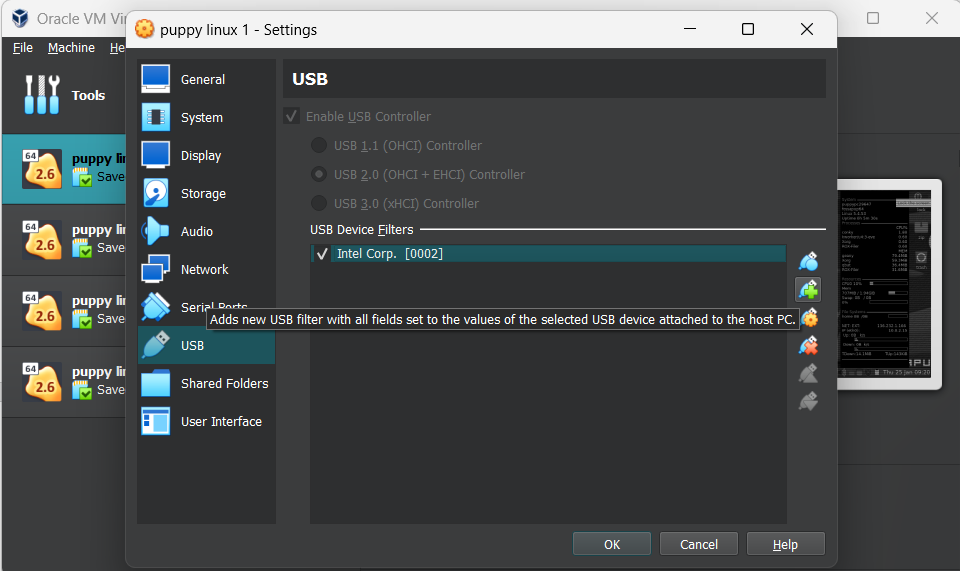 Oracle VM Vi
puppy linux 1 - Settings
File Machine He
Tools
64
2.6
puppy lin
Save
64
2.6
puppy lin
Save
64
2.6
puppy lin
Save
64
2.6
puppy lin
Save
General
System
Display
Storage
Audio
Network
Serial Ports
USB
Shared Folders
User Interface
USB
Enable USB Controller
USB 1.1 (OHCI) Controller
USB 2.0 (OHCI + EHCI) Controller
USB 3.0 (xHCI) Controller
USB Device Filters
Intel Corp. [0002]
Adds new USB filter with all fields set to the values of the selected USB device attached to the host PC.
OK Cancel Help
Thu 25 Jan 09:20